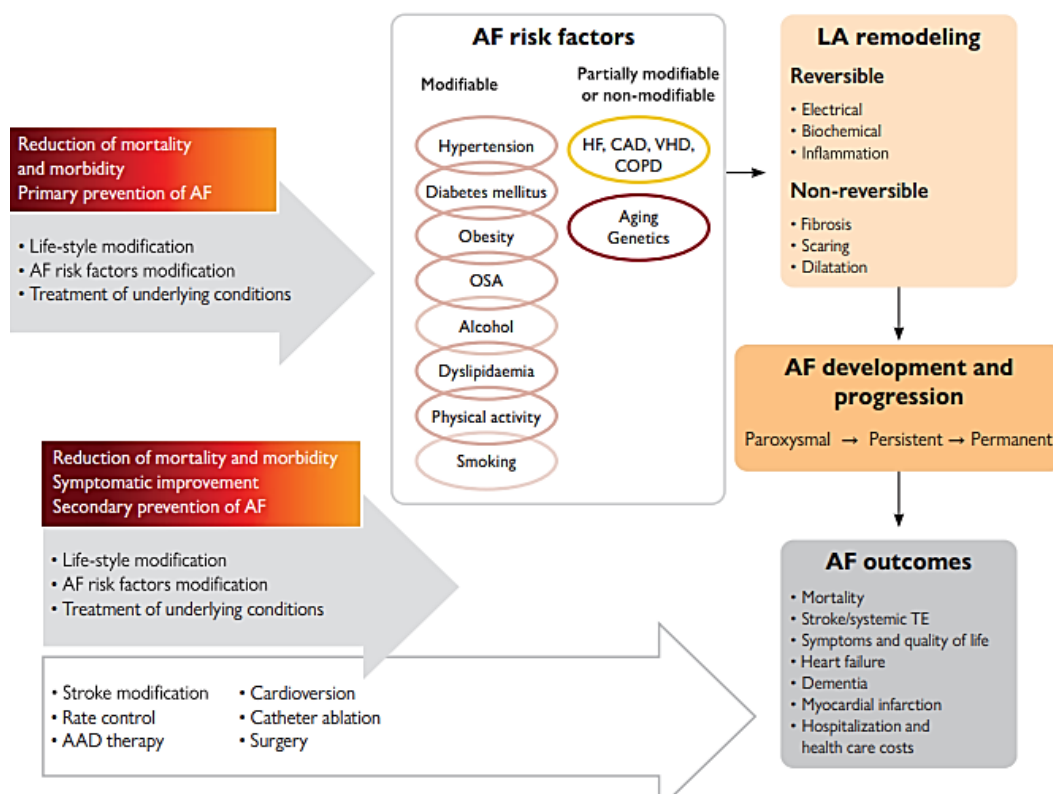 AF risk factors
Modifiable
Partially modifiable
or non-modifiable
Hypertension
Diabetes mellitus
Obesity
OSA
Alcohol
Dyslipidaemia
Physical activity
Smoking
HF, CAD, VHD,
COPD
Aging
Genetics
LA remodeling
Reversible
• Electrical
• Biochemical
• Inflammation
Non-reversible
• Fibrosis
• Scaring
• Dilatation
Reduction of mortality
and morbidity
Primary prevention of AF
• Life-style modification
• AF risk factors modification
• Treatment of underlying conditions
AF development and
progression
Paroxysmal → Persistent → Permanent
Reduction of mortality and morbidity
Symptomatic improvement
Secondary prevention of AF
• Life-style modification
• AF risk factors modification
• Treatment of underlying conditions
• Stroke modification
• Rate control
• AAD therapy
• Cardioversion
• Catheter ablation
• Surgery
AF outcomes
• Mortality
• Stroke/systemic TE
• Symptoms and quality of life
• Heart failure
• Dementia
• Myocardial infarction
• Hospitalization and
health care costs